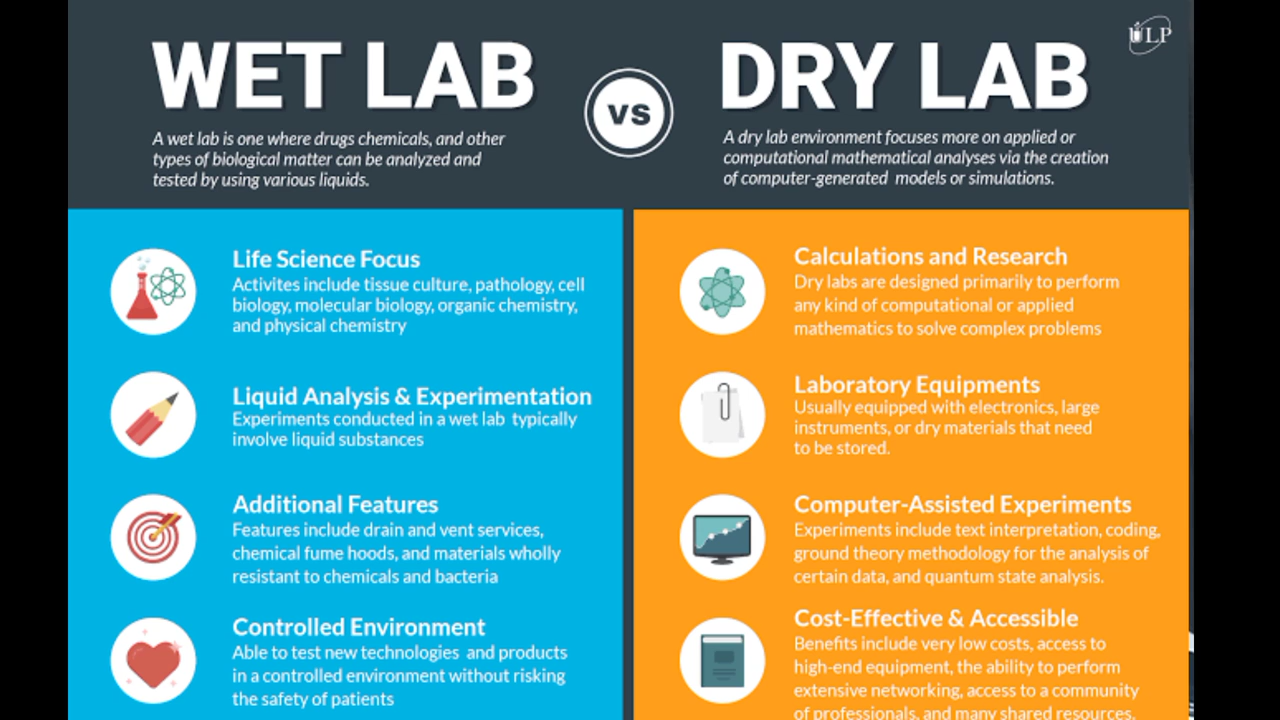 WET LAB
A wet lab is one where drugs chemicals, and other
types of biological matter can be analyzed and
tested by using various liquids.
VS
DRY LAB
A dry lab environment focuses more on applied or
computational mathematical analyses via the creation
of computer-generated models or simulations.
ULP
Life Science Focus
Activites include tissue culture, pathology, cell
biology, molecular biology, organic chemistry,
and physical chemistry
Liquid Analysis & Experimentation
Experiments conducted in a wet lab typically
involve liquid substances
Additional Features
Features include drain and vent services,
chemical fume hoods, and materials wholly
resistant to chemicals and bacteria
Controlled Environment
Able to test new technologies and products
in a controlled environment without risking
the safety of patients
Calculations and Research
Dry labs are designed primarily to perform
any kind of computational or applied
mathematics to solve complex problems
Laboratory Equipments
Usually equipped with electronics, large
instruments, or dry materials that need
to be stored.
Computer-Assisted Experiments
Experiments include text interpretation, coding,
ground theory methodology for the analysis of
certain data, and quantum state analysis.
Cost-Effective & Accessible
Benefits include very low costs, access to
high-end equipment, the ability to perform
extensive networking, access to a community
of professionals, and many shared resources.